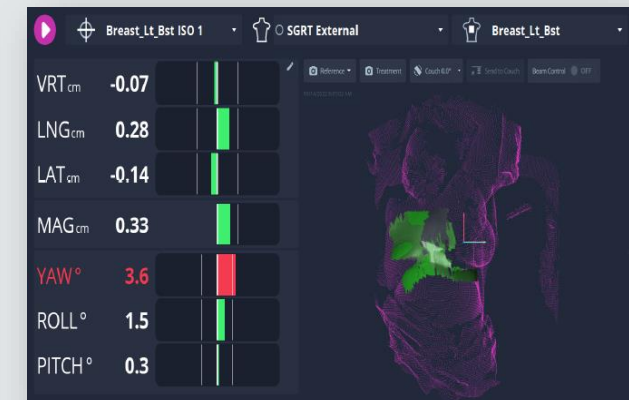 Breast_Lt_Bst ISO 1 SGRT External Breast_Lt_Bst
Reference Treatment Couch 0.0° Send to Couch Beam Control OFF
VRT cm -0.07
LNG cm 0.28
LAT cm -0.14
MAG cm 0.33
YAW° 3.6
ROLL° 1.5
PITCH° 0.3